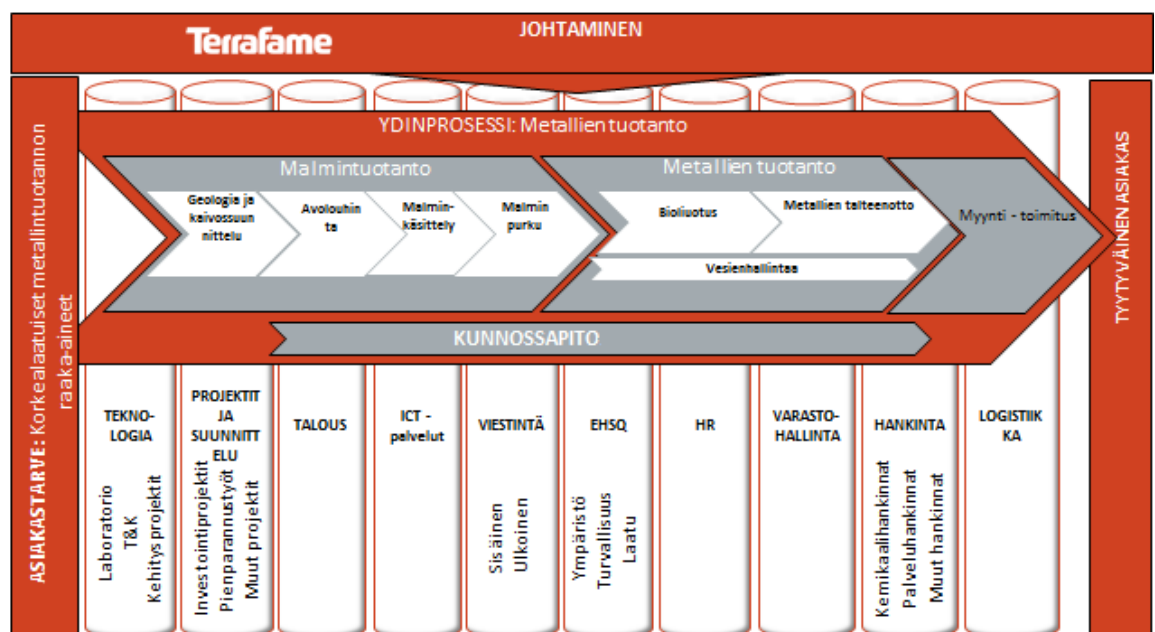 Terrafame
JOHTAMINEN
ASIAKASTARVE: Korkealaatuiset metallintuotannon
raaka-aineet
YDINPROSESSI: Metallien tuotanto
Malmintuotanto
Geologia ja
kaivossuun
nittelu
Avolouhin
ta
Malmin-
käsittely
Malmin
purku
Metallien tuotanto
Bioliuotus
Metallien talteenotto
Vesienhallintaa
Myynti - toimitus
KUNNOSSAPITO
TYYTYVÄINEN ASIAKAS
TEKNO-
LOGIA
Laboratorio
T&K
Kehitys projektit
PROJEKTIT
JA
SUUNNITT
ELU
Investointiprojektit
Pienparannustyöt
Muut projektit
TALOUS
ICT -
palvelut
VIESTINTÄ
Sisäinen
Ulkoinen
EHSQ
Ympäristö
Turvallisuus
Laatu
HR
VARASTO-
HALLINTA
HANKINTA
Kemikaalihankinnat
Palveluhankinnat
Muut hankinnat
LOGISTIIK
KA